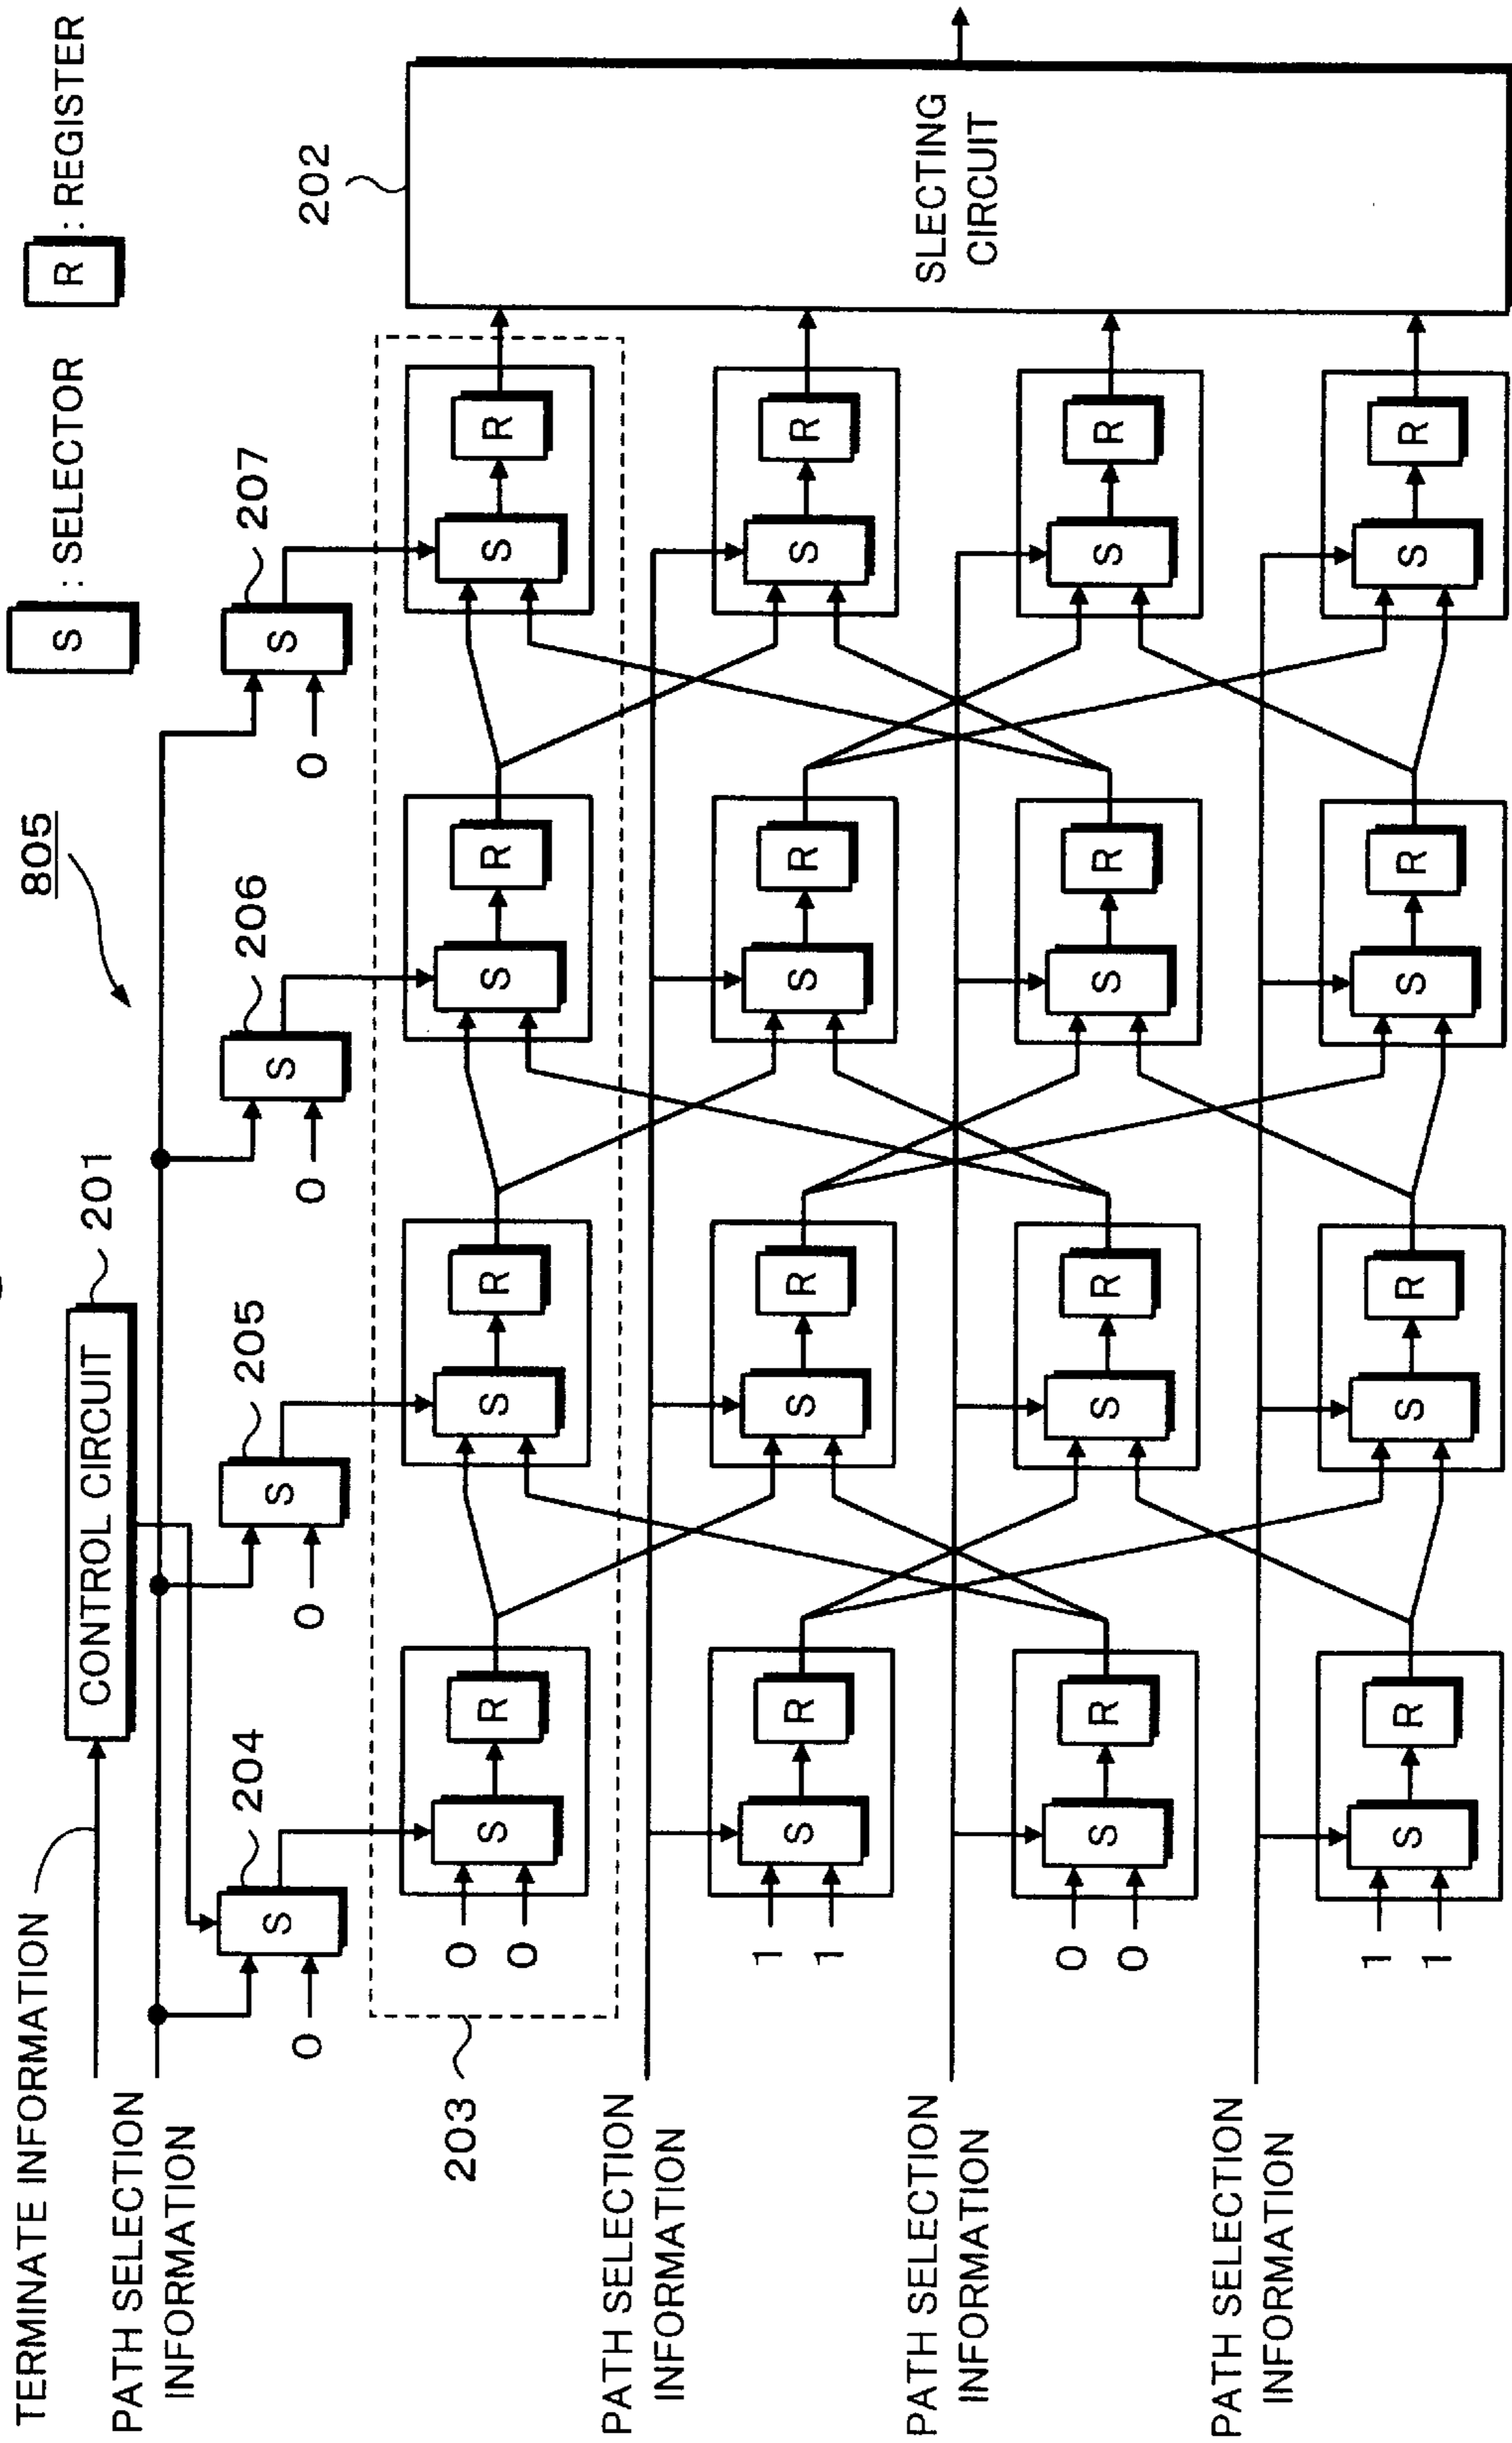 S : SELECTOR
R : REGISTER
805
TERMINATE INFORMATION
CONTROL CIRCUIT
201
PATH SELECTION
INFORMATION
204
205
206
207
S
S
S
S
0
0
0
0
202
203
0
0
S
R
S
R
S
R
S
R
PATH SELECTION
INFORMATION
1
1
S
R
S
R
S
R
S
R
SLECTING
CIRCUIT
PATH SELECTION
INFORMATION
0
0
S
R
S
R
S
R
S
R
PATH SELECTION
INFORMATION
1
1
S
R
S
R
S
R
S
R